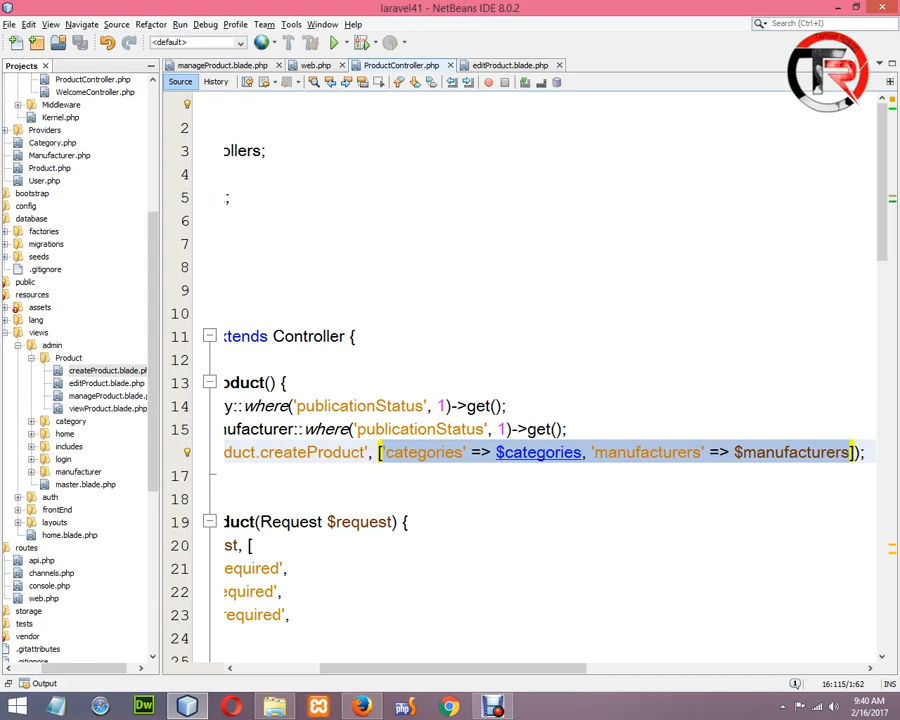 laravel41 - NetBeans IDE 8.0.2
File Edit View Navigate Source Refactor Run Debug Profile Team Tools Window Help
Search (Ctrl+I)
<default>
Projects
manageProduct.blade.php
web.php
ProductController.php
editProduct.blade.php
Source History
ProductController.php
WelcomeController.php
Middleware
Kernel.php
Providers
Category.php
Manufacturer.php
Product.php
User.php
bootstrap
config
database
factories
migrations
seeds
.gitignore
public
resources
assets
lang
views
admin
Product
createProduct.blade.ph
editProduct.blade.php
manageProduct.blade.
viewProduct.blade.php
category
home
includes
login
manufacturer
master.blade.php
auth
frontEnd
layouts
home.blade.php
routes
api.php
channels.php
console.php
web.php
storage
tests
vendor
.gitattributes
.gitignore
2
3 ollers;
4
5 ;
6
7
8
9
10
11 xtends Controller {
12
13 oduct() {
14 y::where('publicationStatus', 1)->get();
15 nufacturer::where('publicationStatus', 1)->get();
duct.createProduct', ['categories' => $categories, 'manufacturers' => $manufacturers]);
17
18
19 duct(Request $request) {
20 st, [
21 equired',
22 equired',
23 required',
24
25
TR
Output
16:115/1:62 INS
Dw
php
9:40 AM
2/16/2017